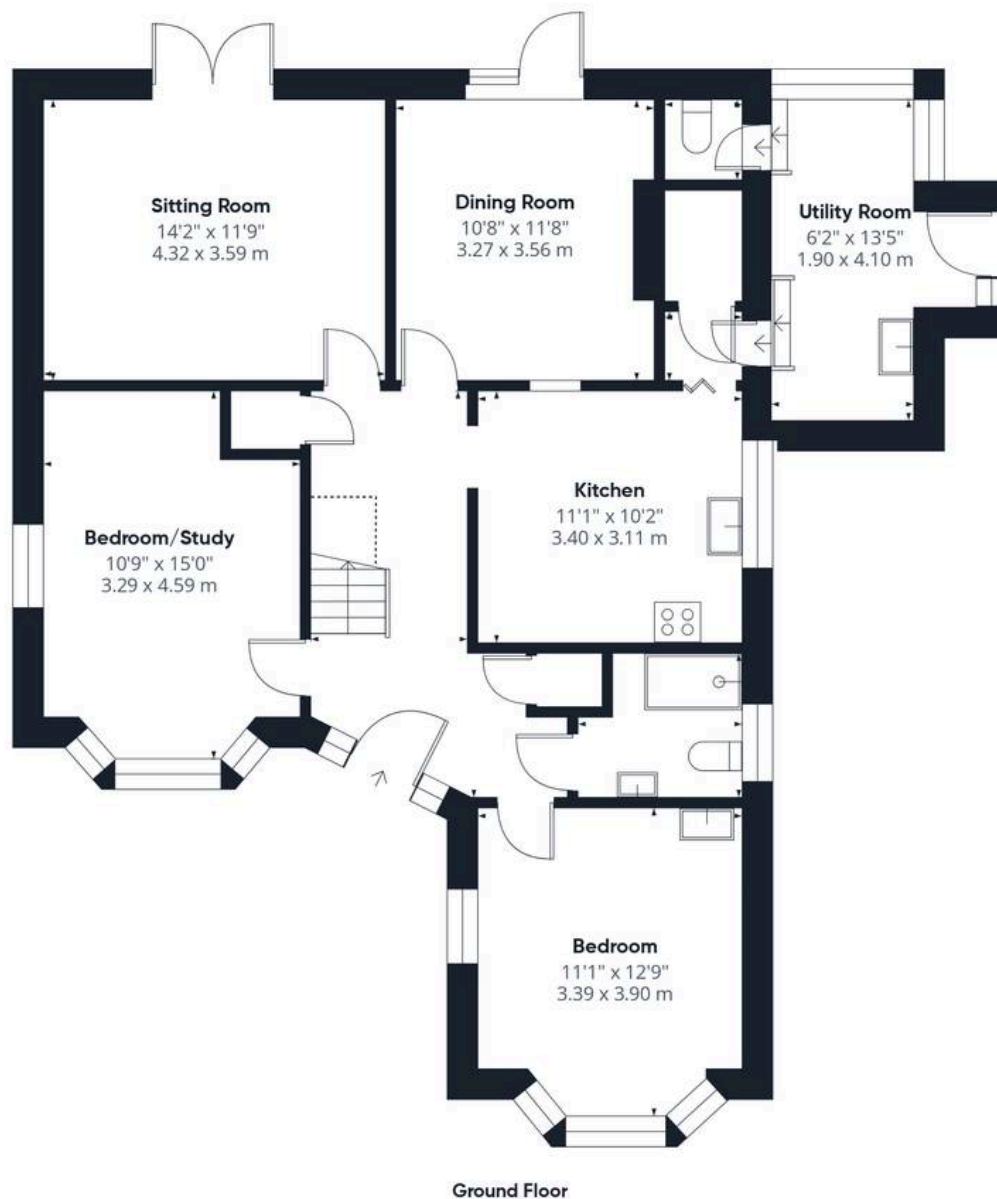 Sitting Room
14'2" x 11'9"
4.32 x 3.59 m
Dining Room
10'8" x 11'8"
3.27 x 3.56 m
Utility Room
6'2" x 13'5"
1.90 x 4.10 m
Kitchen
11'1" x 10'2"
3.40 x 3.11 m
Bedroom/Study
10'9" x 15'0"
3.29 x 4.59 m
Bedroom
11'1" x 12'9"
3.39 x 3.90 m
Ground Floor